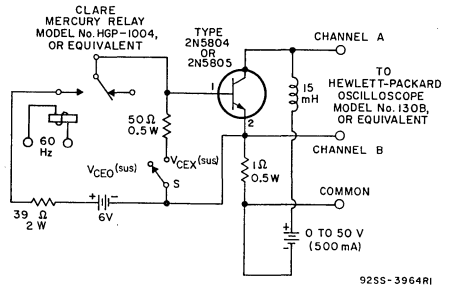 CLARE
MERCURY RELAY
MODEL No. HGP-1004,
OR EQUIVALENT
TYPE
2N5804
OR
2N5805
CHANNEL A
1
2
15
mH
TO
HEWLETT-PACKARD
OSCILLOSCOPE
MODEL No. 130B,
OR EQUIVALENT
CHANNEL B
50Ω
0.5W
60
Hz
VCEX(sus)
VCEO(sus)
S
1Ω
0.5W
COMMON
39 Ω
2 W
+ -
6V
+
-
0 TO 50 V
(500mA)
92SS-3964R1